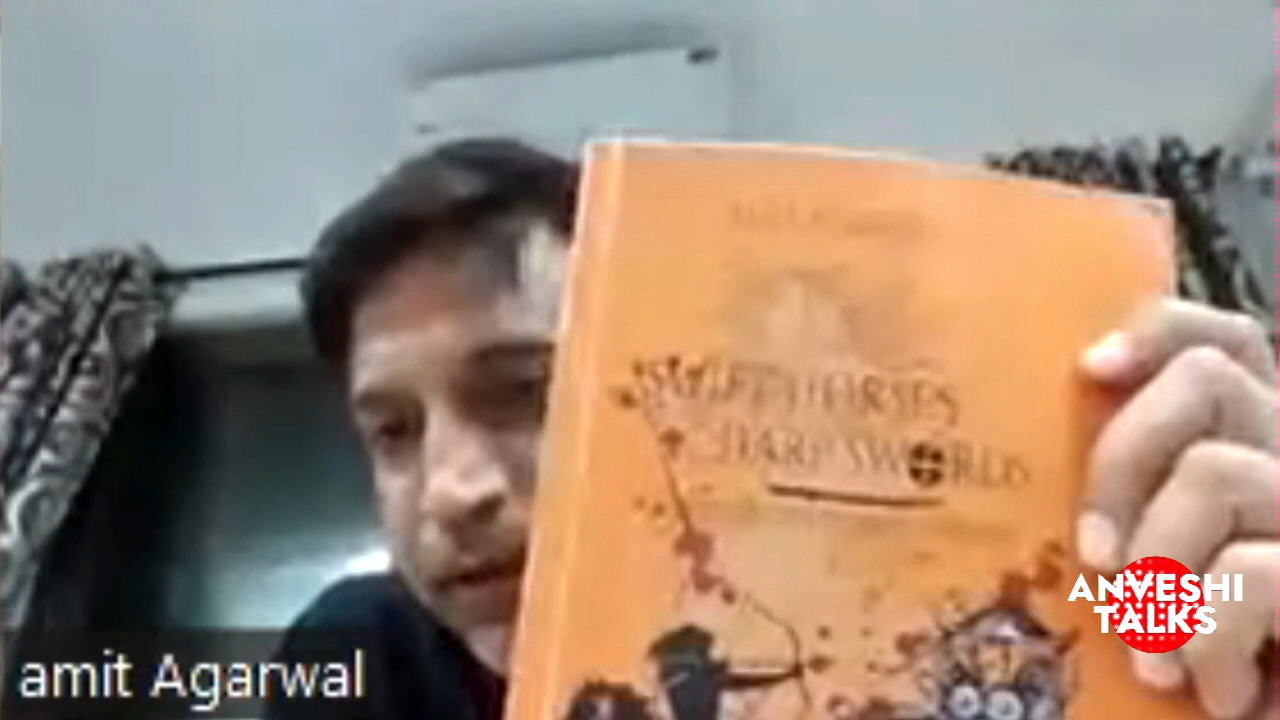 SWIFT HORSES
SHARP SWORDS
ANVESHI
TALKS
amit Agarwal